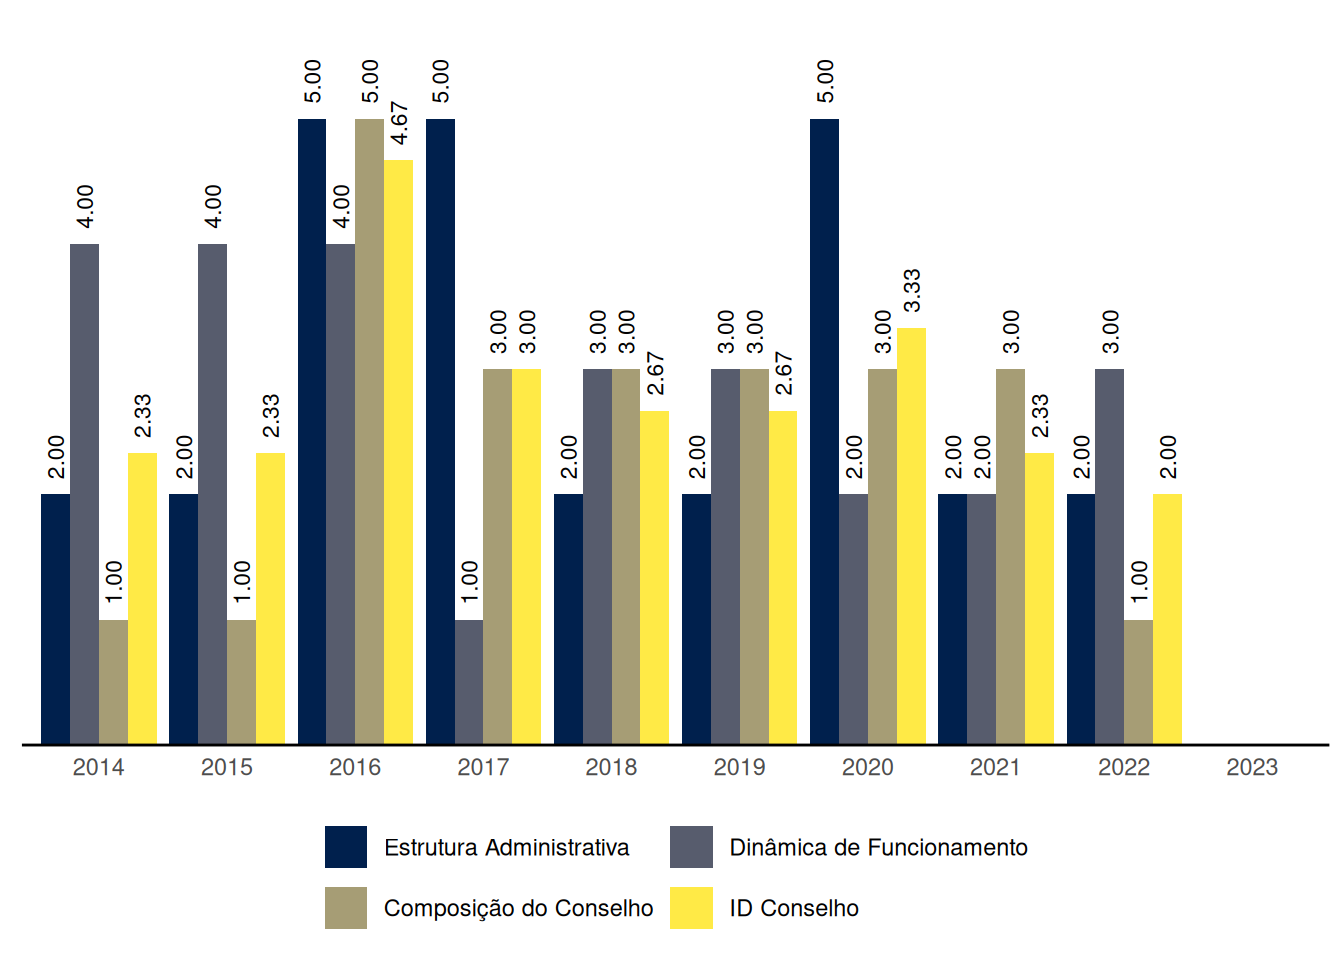 2.00 4.00 1.00 2.33
2.00 4.00 1.00 2.33
5.00 4.00 5.00 4.67
5.00 1.00 3.00 3.00
2.00 3.00 3.00 2.67
2.00 3.00 3.00 2.67
5.00 2.00 3.00 3.33
2.00 2.00 3.00 2.33
2.00 3.00 1.00 2.00
2014 2015 2016 2017 2018 2019 2020 2021 2022 2023
Estrutura Administrativa Dinâmica de Funcionamento
Composição do Conselho ID Conselho